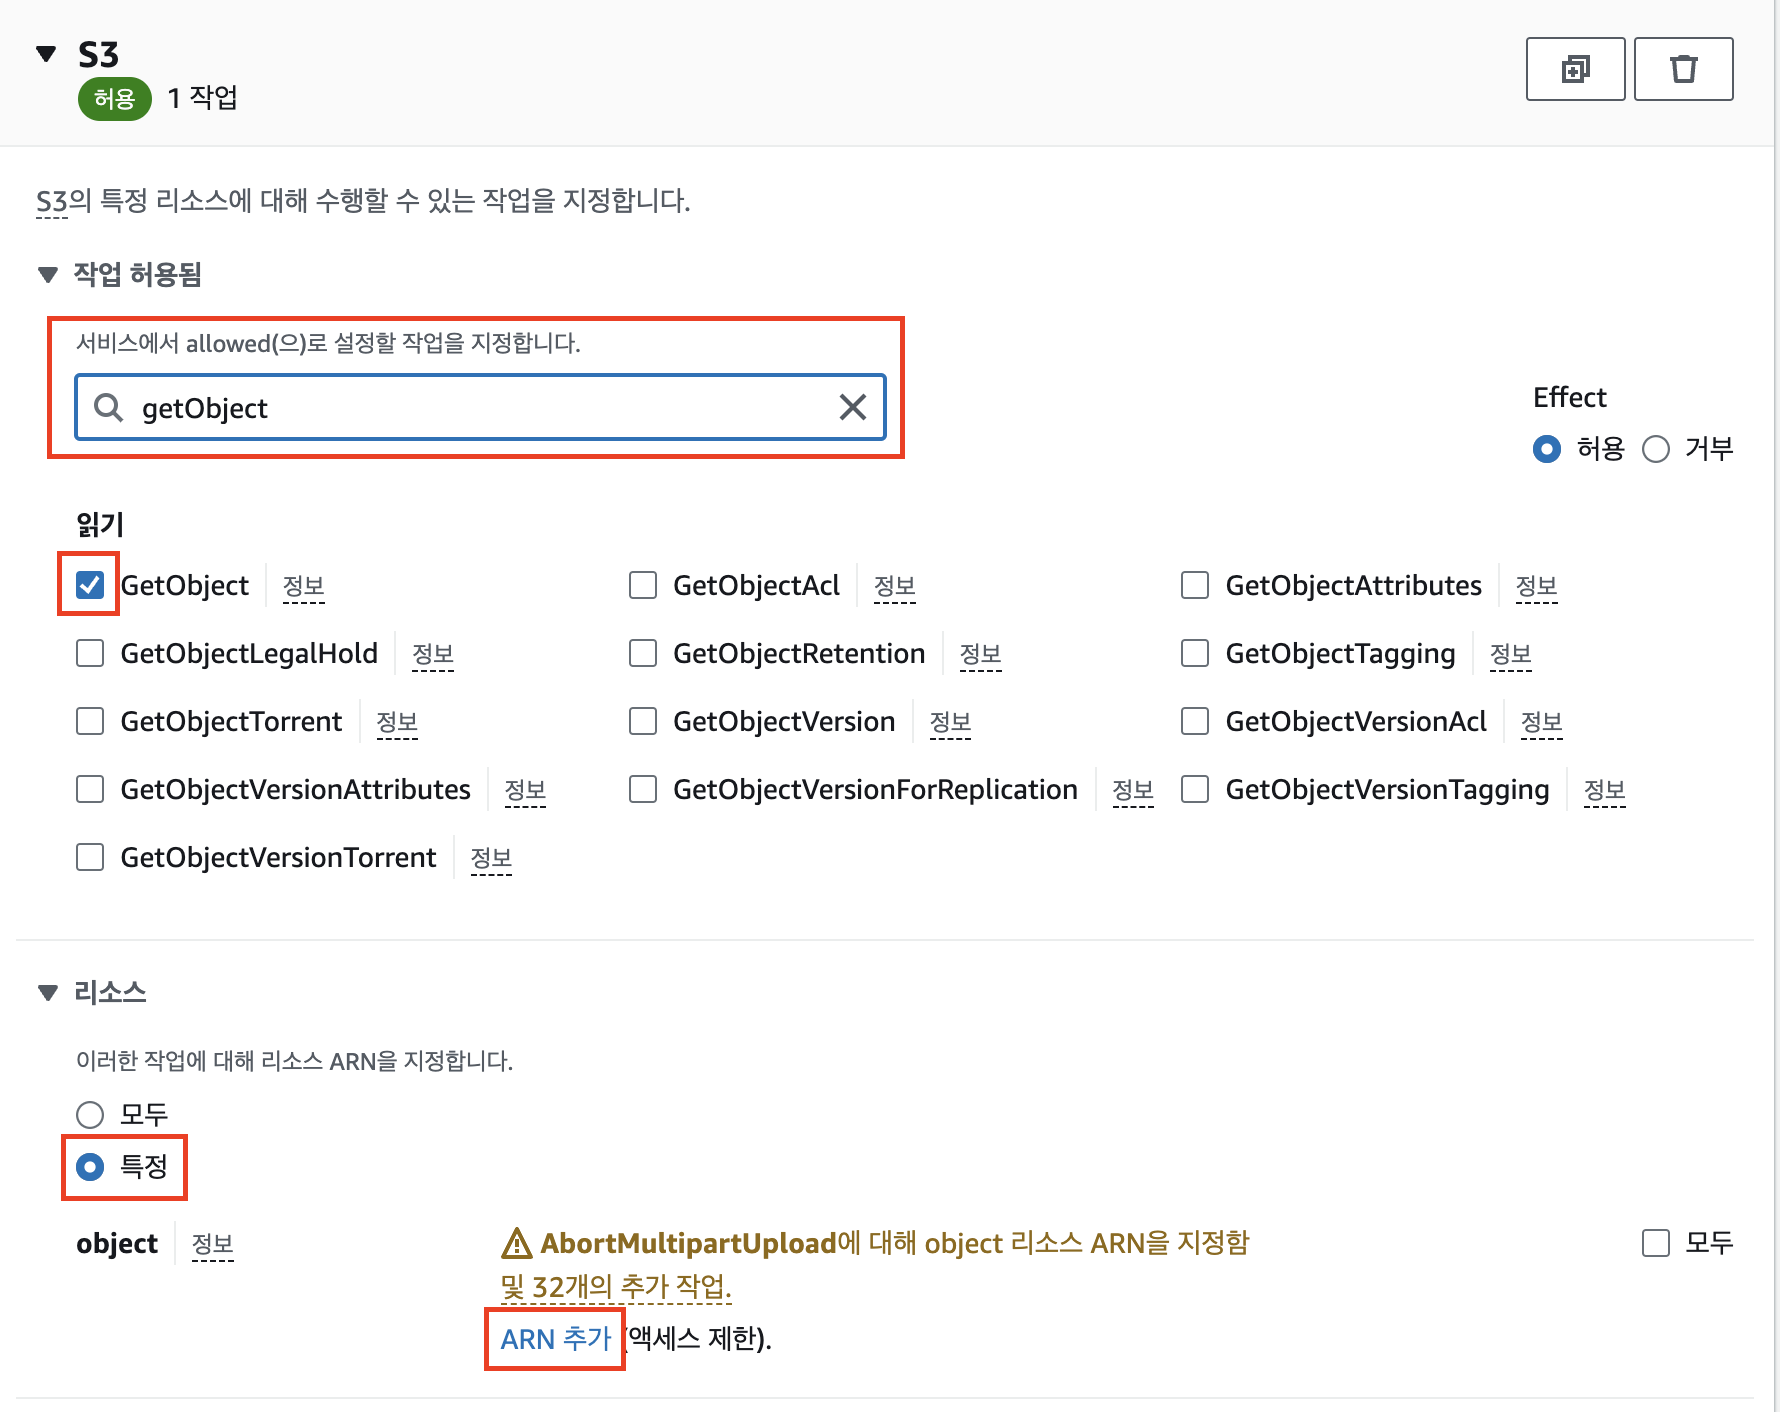 S3
허용 1 작업
S3의 특정 리소스에 대해 수행할 수 있는 작업을 지정합니다.
작업 허용됨
서비스에서 allowed(으)로 설정할 작업을 지정합니다.
getObject
Effect
허용 거부
읽기
GetObject 정보 GetObjectAcl 정보 GetObjectAttributes 정보
GetObjectLegalHold 정보 GetObjectRetention 정보 GetObjectTagging 정보
GetObjectTorrent 정보 GetObjectVersion 정보 GetObjectVersionAcl 정보
GetObjectVersionAttributes 정보 GetObjectVersionForReplication 정보 GetObjectVersionTagging 정보
GetObjectVersionTorrent 정보
리소스
이러한 작업에 대해 리소스 ARN을 지정합니다.
모두
특정
object 정보 AbortMultipartUpload에 대해 object 리소스 ARN을 지정함 모두
및 32개의 추가 작업.
ARN 추가 (액세스 제한).